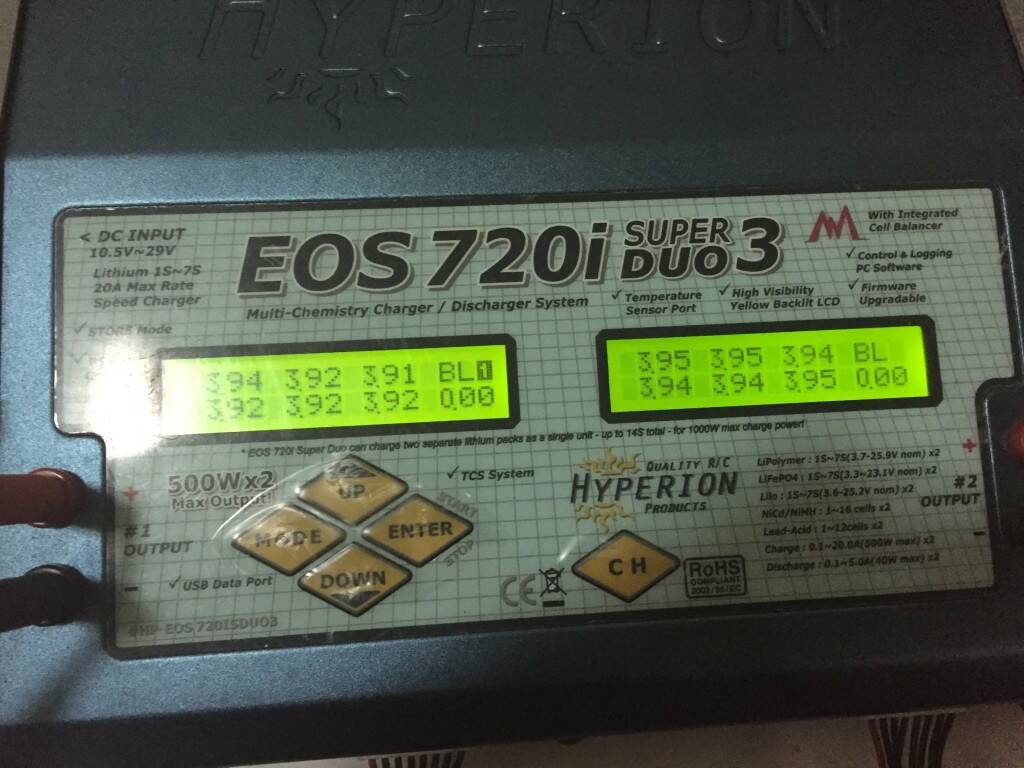 HYPERION
< DC INPUT
10.5V~29V
Lithium 1S~7S
20A Max Rate
Speed Charger
✓ STORE Mode
EOS 720i SUPER DUO 3
Multi-Chemistry Charger / Discharger System
✓ Temperature
Sensor Port
✓ High Visibility
Yellow Backlit LCD
With Integrated
Cell Balancer
✓ Control & Logging
PC Software
✓ Firmware
Upgradable
3.94 3.92 3.91 BL1
3.92 3.92 3.92 0.00
3.95 3.95 3.94 BL
3.94 3.94 3.95 0.00
* EOS 720i Super Duo can charge two separate lithium packs as a single unit - up to 14S total - for 1000W max charge power!
500W x2
Max Output!
+
#1
OUTPUT
-
✓ USB Data Port
#HP-EOS720ISDUO3
UP
MODE
ENTER
DOWN
START
STOP
✓ TCS System
QUALITY R/C
HYPERION
PRODUCTS
CH
CE
RoHS
COMPLIANT
2002/95/EC
LiPolymer : 1S~7S(3.7-25.9V nom) x2
LiFePO4 : 1S~7S(3.3~23.1V nom) x2
LiIo : 1S~7S(3.6-25.2V nom) x2
NiCd/NiMH : 1~16 cells x2
Lead-Acid : 1~12cells x2
Charge : 0.1~20.0A(500W max) x2
Discharge : 0.1~5.0A(40W max) x2
+
#2
OUTPUT
-